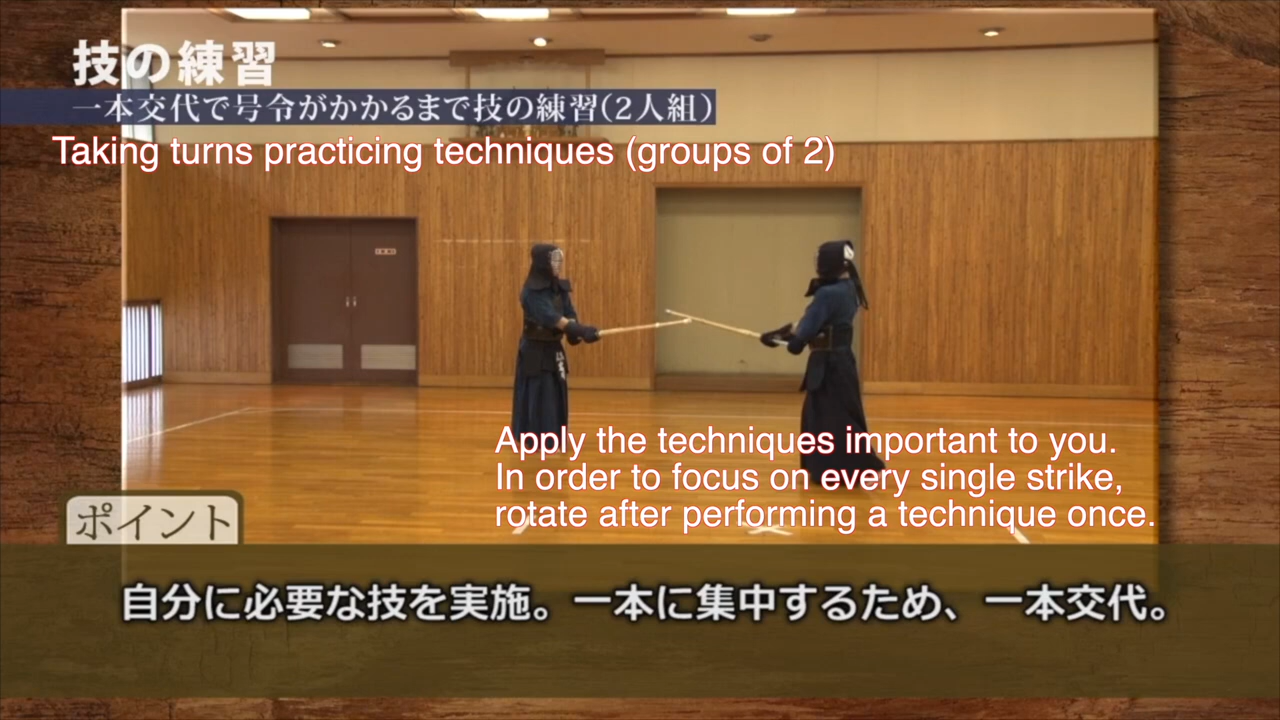 技の練習
一本交代で号令がかかるまで技の練習(2人組)
Taking turns practicing techniques (groups of 2)
Apply the techniques important to you.
In order to focus on every single strike,
rotate after performing a technique once.
ポイント
自分に必要な技を実施。一本に集中するため、一本交代。